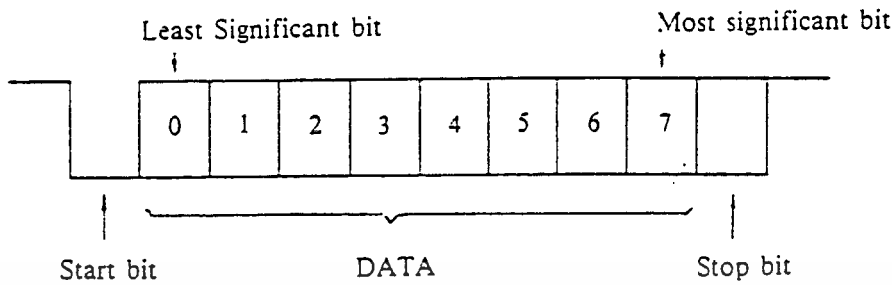 Least Significant bit
Most significant bit
0 1 2 3 4 5 6 7
Start bit
DATA
Stop bit